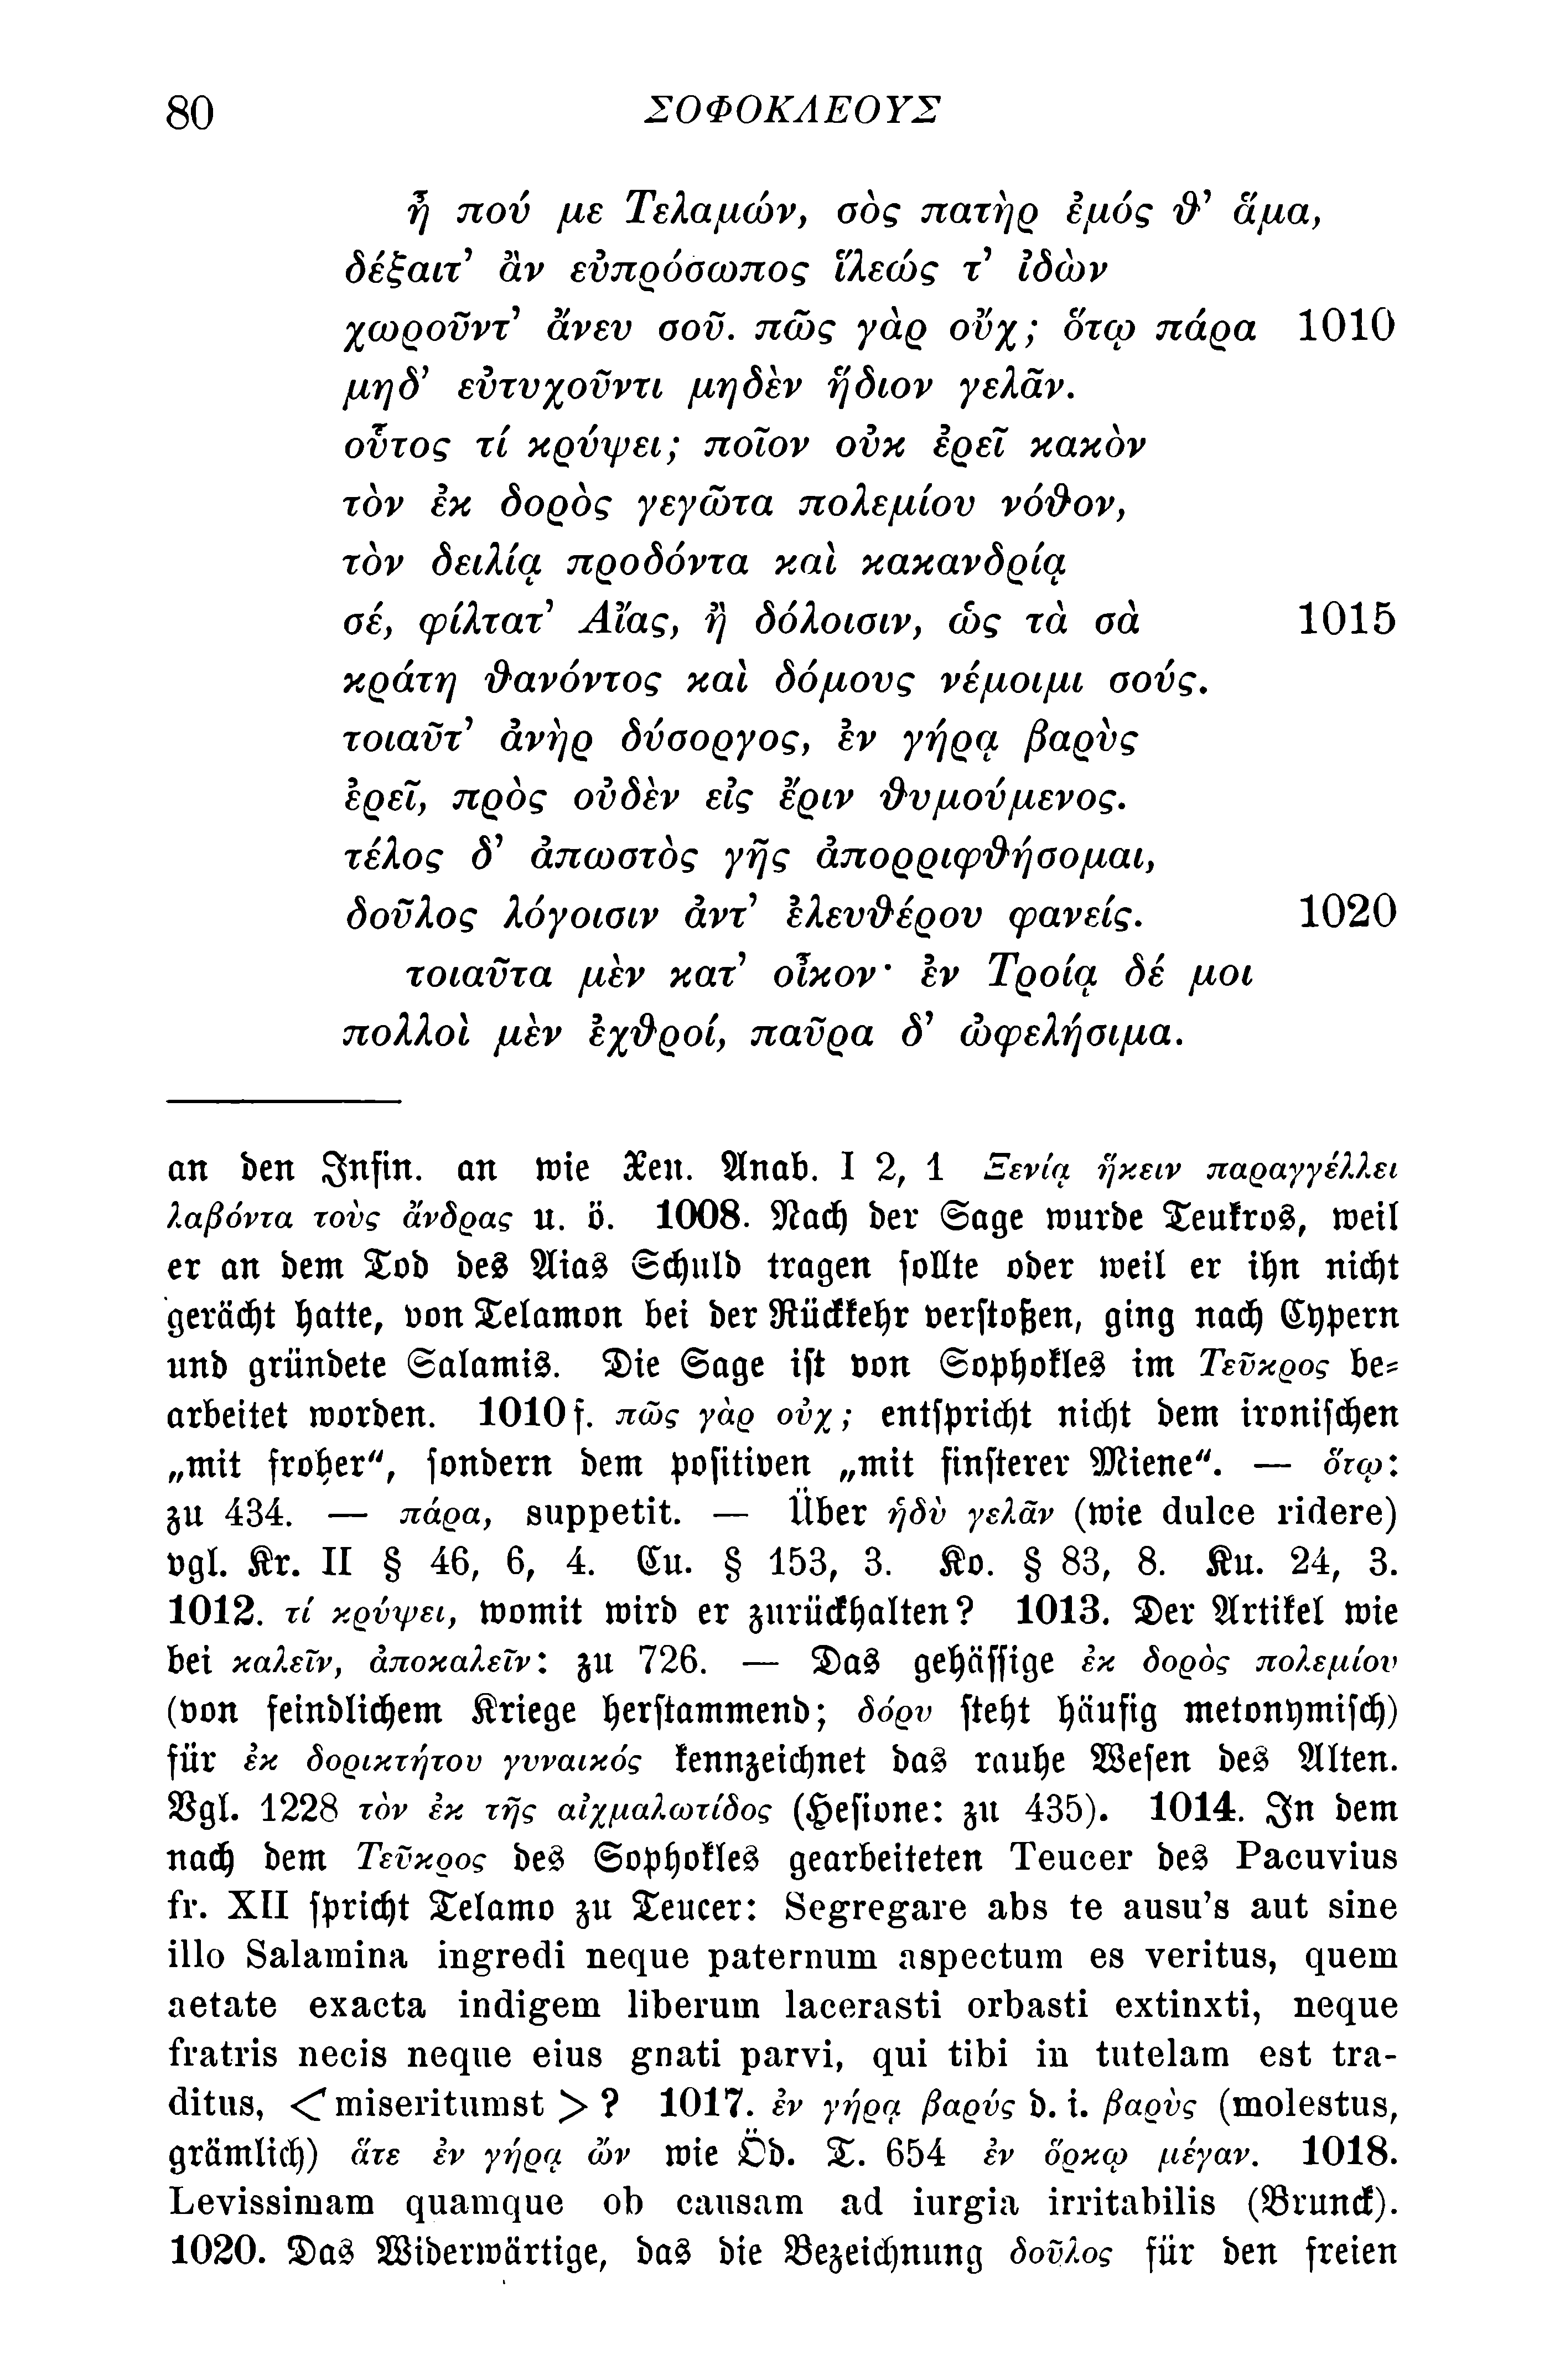 80 ΣΟΦΟΚΛΕΟΥΣ
ἦ πού με Τελαμών, σὸς πατὴρ ἐμός θ’ ἅμα,
δέξαιτ’ ἂν εὐπρόσωπος ἵλεώς τ’ ἰδὼν
χωροῦντ’ ἄνευ σοῦ. πῶς γὰρ οὔχ; ὅτῳ πάρα 1010
μηδ’ εὐτυχοῦντι μηδὲν ἥδιον γελᾶν.
οὗτος τί κρύψει; ποῖον οὐκ ἐρεῖ κακὸν
τὸν ἐκ δορὸς γεγῶτα πολεμίου νόθον,
τὸν δειλίᾳ προδόντα καὶ κακανδρίᾳ
σέ, φίλτατ’ Αἴας, ἢ δόλοισιν, ὡς τὰ σὰ 1015
κράτη θανόντος καὶ δόμους νέμοιμι σούς.
τοιαῦτ’ ἀνὴρ δύσοργος, ἐν γήρᾳ βαρὺς
ἐρεῖ, πρὸς οὐδὲν εἰς ἔριν θυμούμενος.
τέλος δ’ ἀπωστὸς γῆς ἀπορριφθήσομαι,
δοῦλος λόγοισιν ἀντ’ ἐλευθέρου φανείς. 1020
τοιαῦτα μὲν κατ’ οἶκον· ἐν Τροίᾳ δέ μοι
πολλοὶ μὲν ἐχθροί, παῦρα δ’ ὠφελήσιμα.
an den Infin. an wie Xen. Anab. I 2, 1 Ξενίᾳ ἥκειν παραγγέλλει
λαβόντα τοὺς ἄνδρας u. ö. 1008. Nach der Sage wurde Teukros, weil
er an dem Tod des Aias Schuld tragen sollte oder weil er ihn nicht
gerächt hatte, von Telamon bei der Rückkehr verstoßen, ging nach Cypern
und gründete Salamis. Die Sage ist von Sophokles im Τεῦκρος be-
arbeitet worden. 1010 f. πῶς γὰρ οὐχ; entspricht nicht dem ironischen
„mit froher“, sondern dem positiven „mit finsterer Miene“. — ὅτῳ:
zu 434. — πάρα, suppetit. — Über ἡδὺ γελᾶν (wie dulce ridere)
vgl. Kr. II § 46, 6, 4. Cu. § 153, 3. Ko. § 83, 8. Ku. 24, 3.
1012. τί κρύψει, womit wird er zurückhalten? 1013. Der Artikel wie
bei καλεῖν, ἀποκαλεῖν: zu 726. — Das gehässige ἐκ δορὸς πολεμίου
(von feindlichem Kriege herstammend; δόρυ steht häufig metonymisch)
für ἐκ δορικτήτου γυναικός kennzeichnet das rauhe Wesen des Alten.
Vgl. 1228 τὸν ἐκ τῆς αἰχμαλωτίδος (Hesione: zu 435). 1014. In dem
nach dem Τεῦκρος des Sophokles gearbeiteten Teucer des Pacuvius
fr. XII spricht Telamo zu Teucer: Segregare abs te ausu’s aut sine
illo Salamina ingredi neque paternum aspectum es veritus, quem
aetate exacta indigem liberum lacerasti orbasti extinxti, neque
fratris necis neque eius gnati parvi, qui tibi in tutelam est tra-
ditus, < miseritumst > ? 1017. ἐν γήρᾳ βαρύς d. i. βαρὺς (molestus,
grämlich) ἅτε ἐν γήρᾳ ὤν wie Öd. T. 654 ἐν ὅρκῳ μέγαν. 1018.
Levissimam quamque ob causam ad iurgia irritabilis (Brunck).
1020. Das Widerwärtige, das die Bezeichnung δοῦλος für den freien